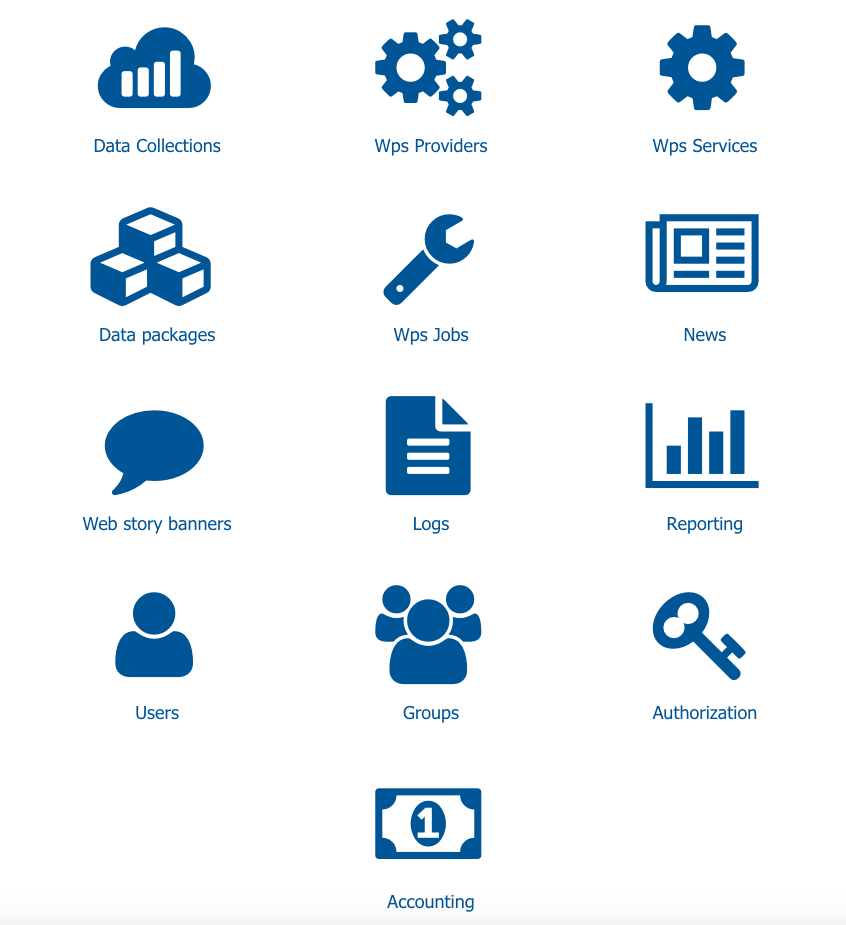 Data Collections
Wps Providers
Wps Services
Data packages
Wps Jobs
News
Web story banners
Logs
Reporting
Users
Groups
Authorization
1
Accounting